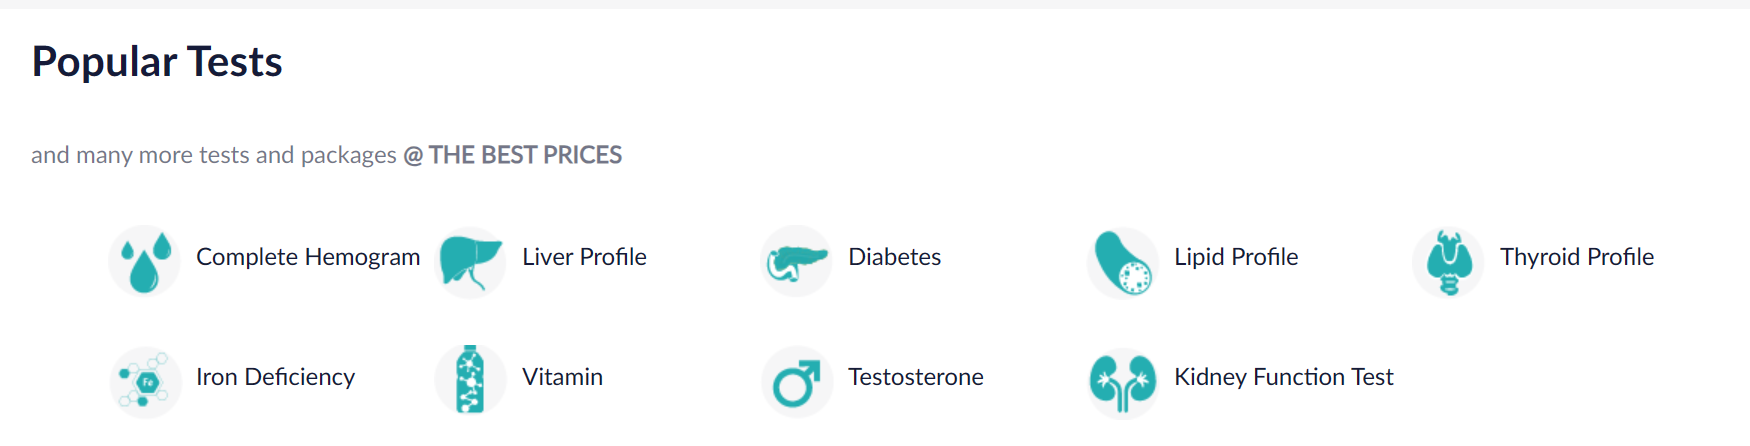 Popular Tests
and many more tests and packages @ THE BEST PRICES
Complete Hemogram
Liver Profile
Diabetes
Lipid Profile
Thyroid Profile
Fe
Iron Deficiency
Vitamin
Testosterone
Kidney Function Test